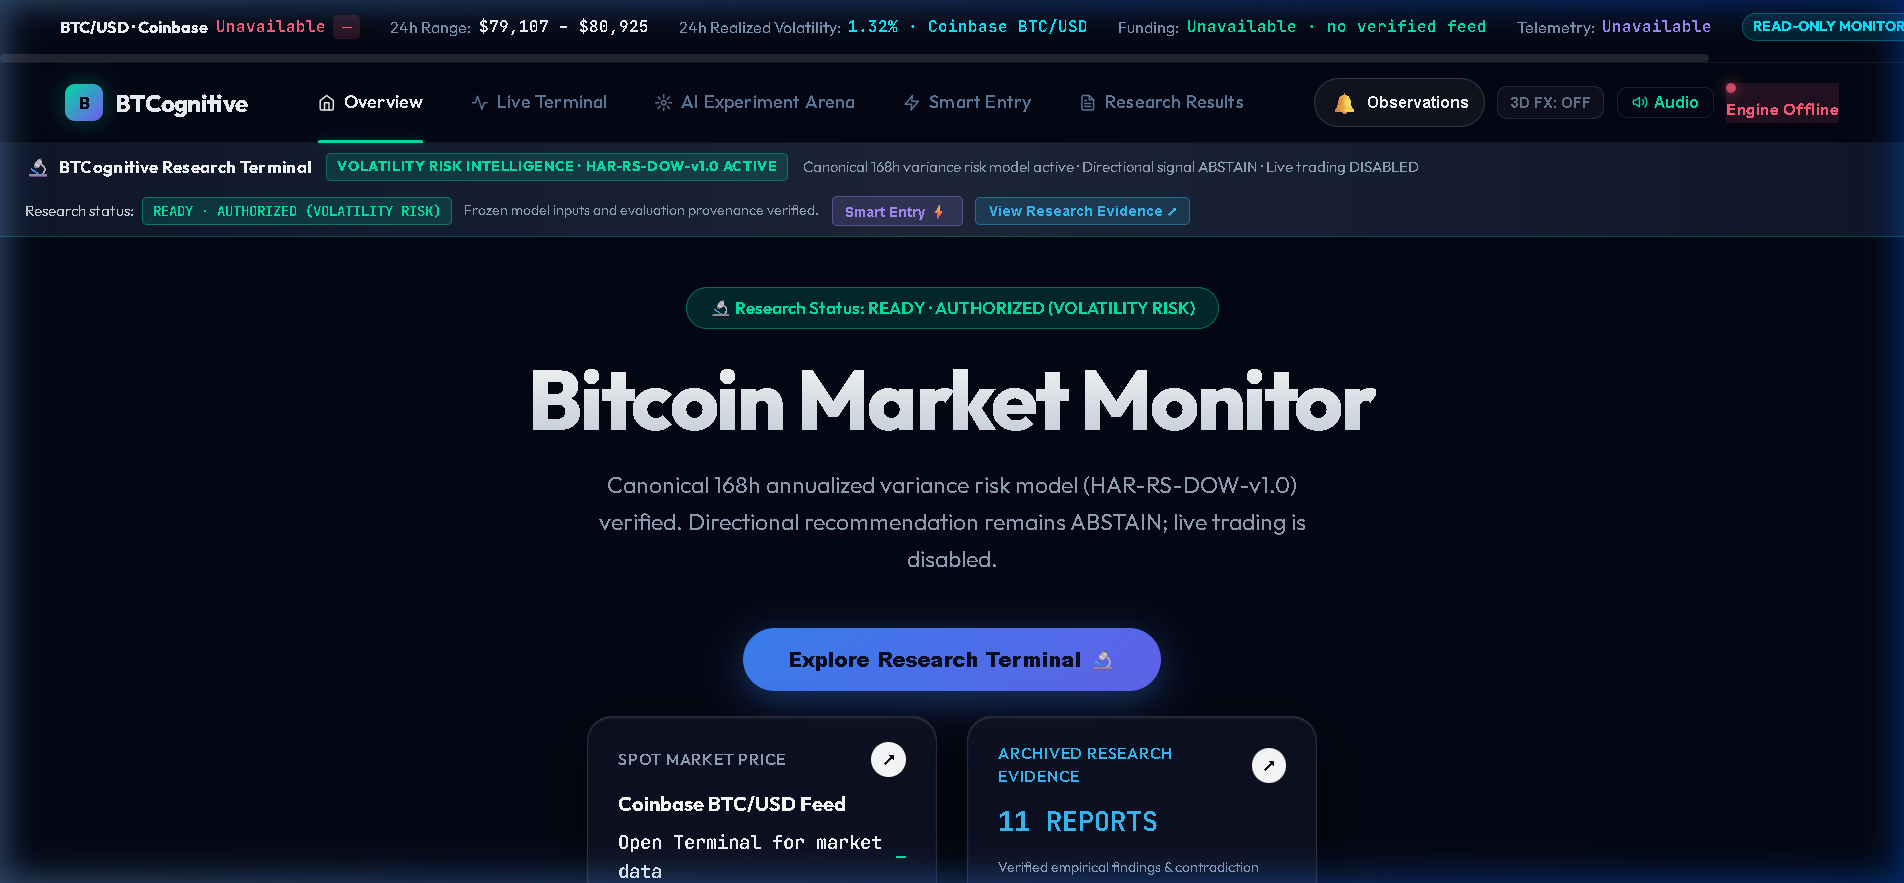 BTC/USD·Coinbase Unavailable — 24h Range: $79,107 – $80,925 24h Realized Volatility: 1.32% · Coinbase BTC/USD Funding: Unavailable · no verified feed Telemetry: Unavailable READ-ONLY MONITOR
B BTCognitive Overview Live Terminal AI Experiment Arena Smart Entry Research Results Observations 3D FX: OFF Audio Engine Offline
BTCognitive Research Terminal VOLATILITY RISK INTELLIGENCE · HAR-RS-DOW-v1.0 ACTIVE Canonical 168h variance risk model active · Directional signal ABSTAIN · Live trading DISABLED
Research status: READY · AUTHORIZED (VOLATILITY RISK) Frozen model inputs and evaluation provenance verified. Smart Entry View Research Evidence ↗
Research Status: READY · AUTHORIZED (VOLATILITY RISK)
Bitcoin Market Monitor
Canonical 168h annualized variance risk model (HAR-RS-DOW-v1.0)
verified. Directional recommendation remains ABSTAIN; live trading is
disabled.
Explore Research Terminal
SPOT MARKET PRICE ↗
Coinbase BTC/USD Feed
Open Terminal for market
data —
ARCHIVED RESEARCH
EVIDENCE ↗
11 REPORTS
Verified empirical findings & contradiction